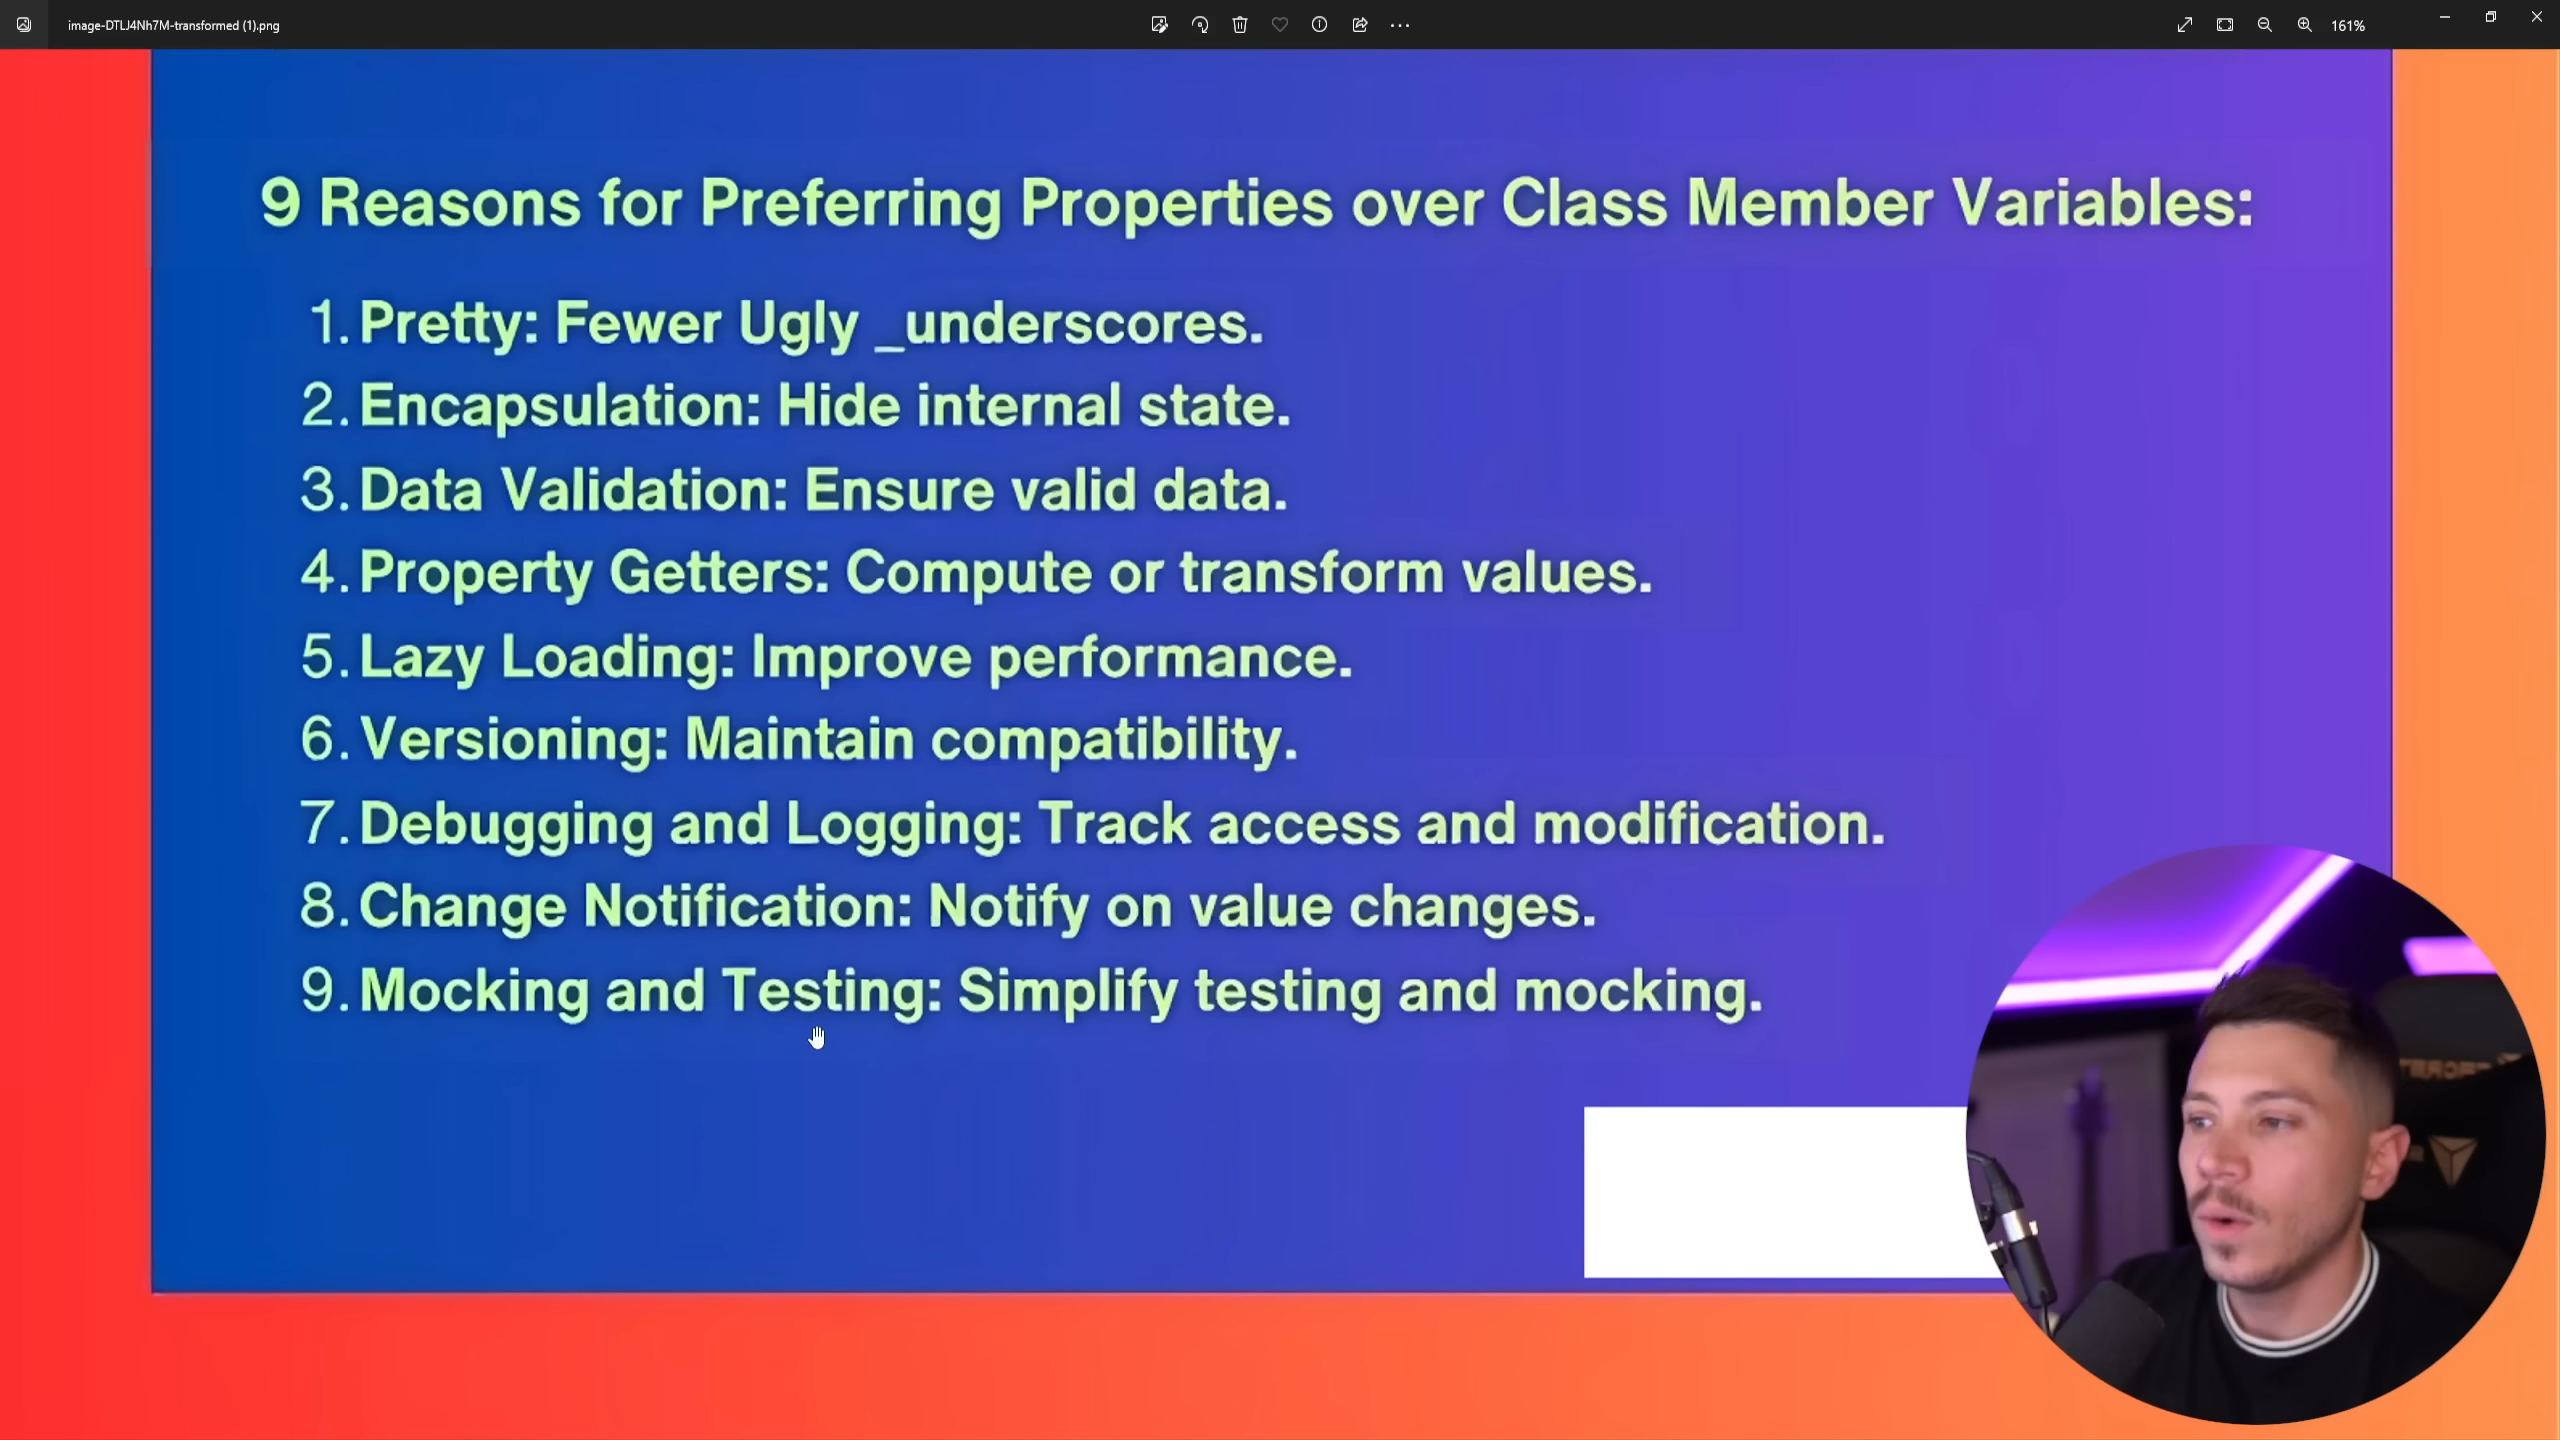 image-DTLJ4Nh7M-transformed (1).png
161%
9 Reasons for Preferring Properties over Class Member Variables:
1. Pretty: Fewer Ugly _underscores.
2. Encapsulation: Hide internal state.
3. Data Validation: Ensure valid data.
4. Property Getters: Compute or transform values.
5. Lazy Loading: Improve performance.
6. Versioning: Maintain compatibility.
7. Debugging and Logging: Track access and modification.
8. Change Notification: Notify on value changes.
9. Mocking and Testing: Simplify testing and mocking.